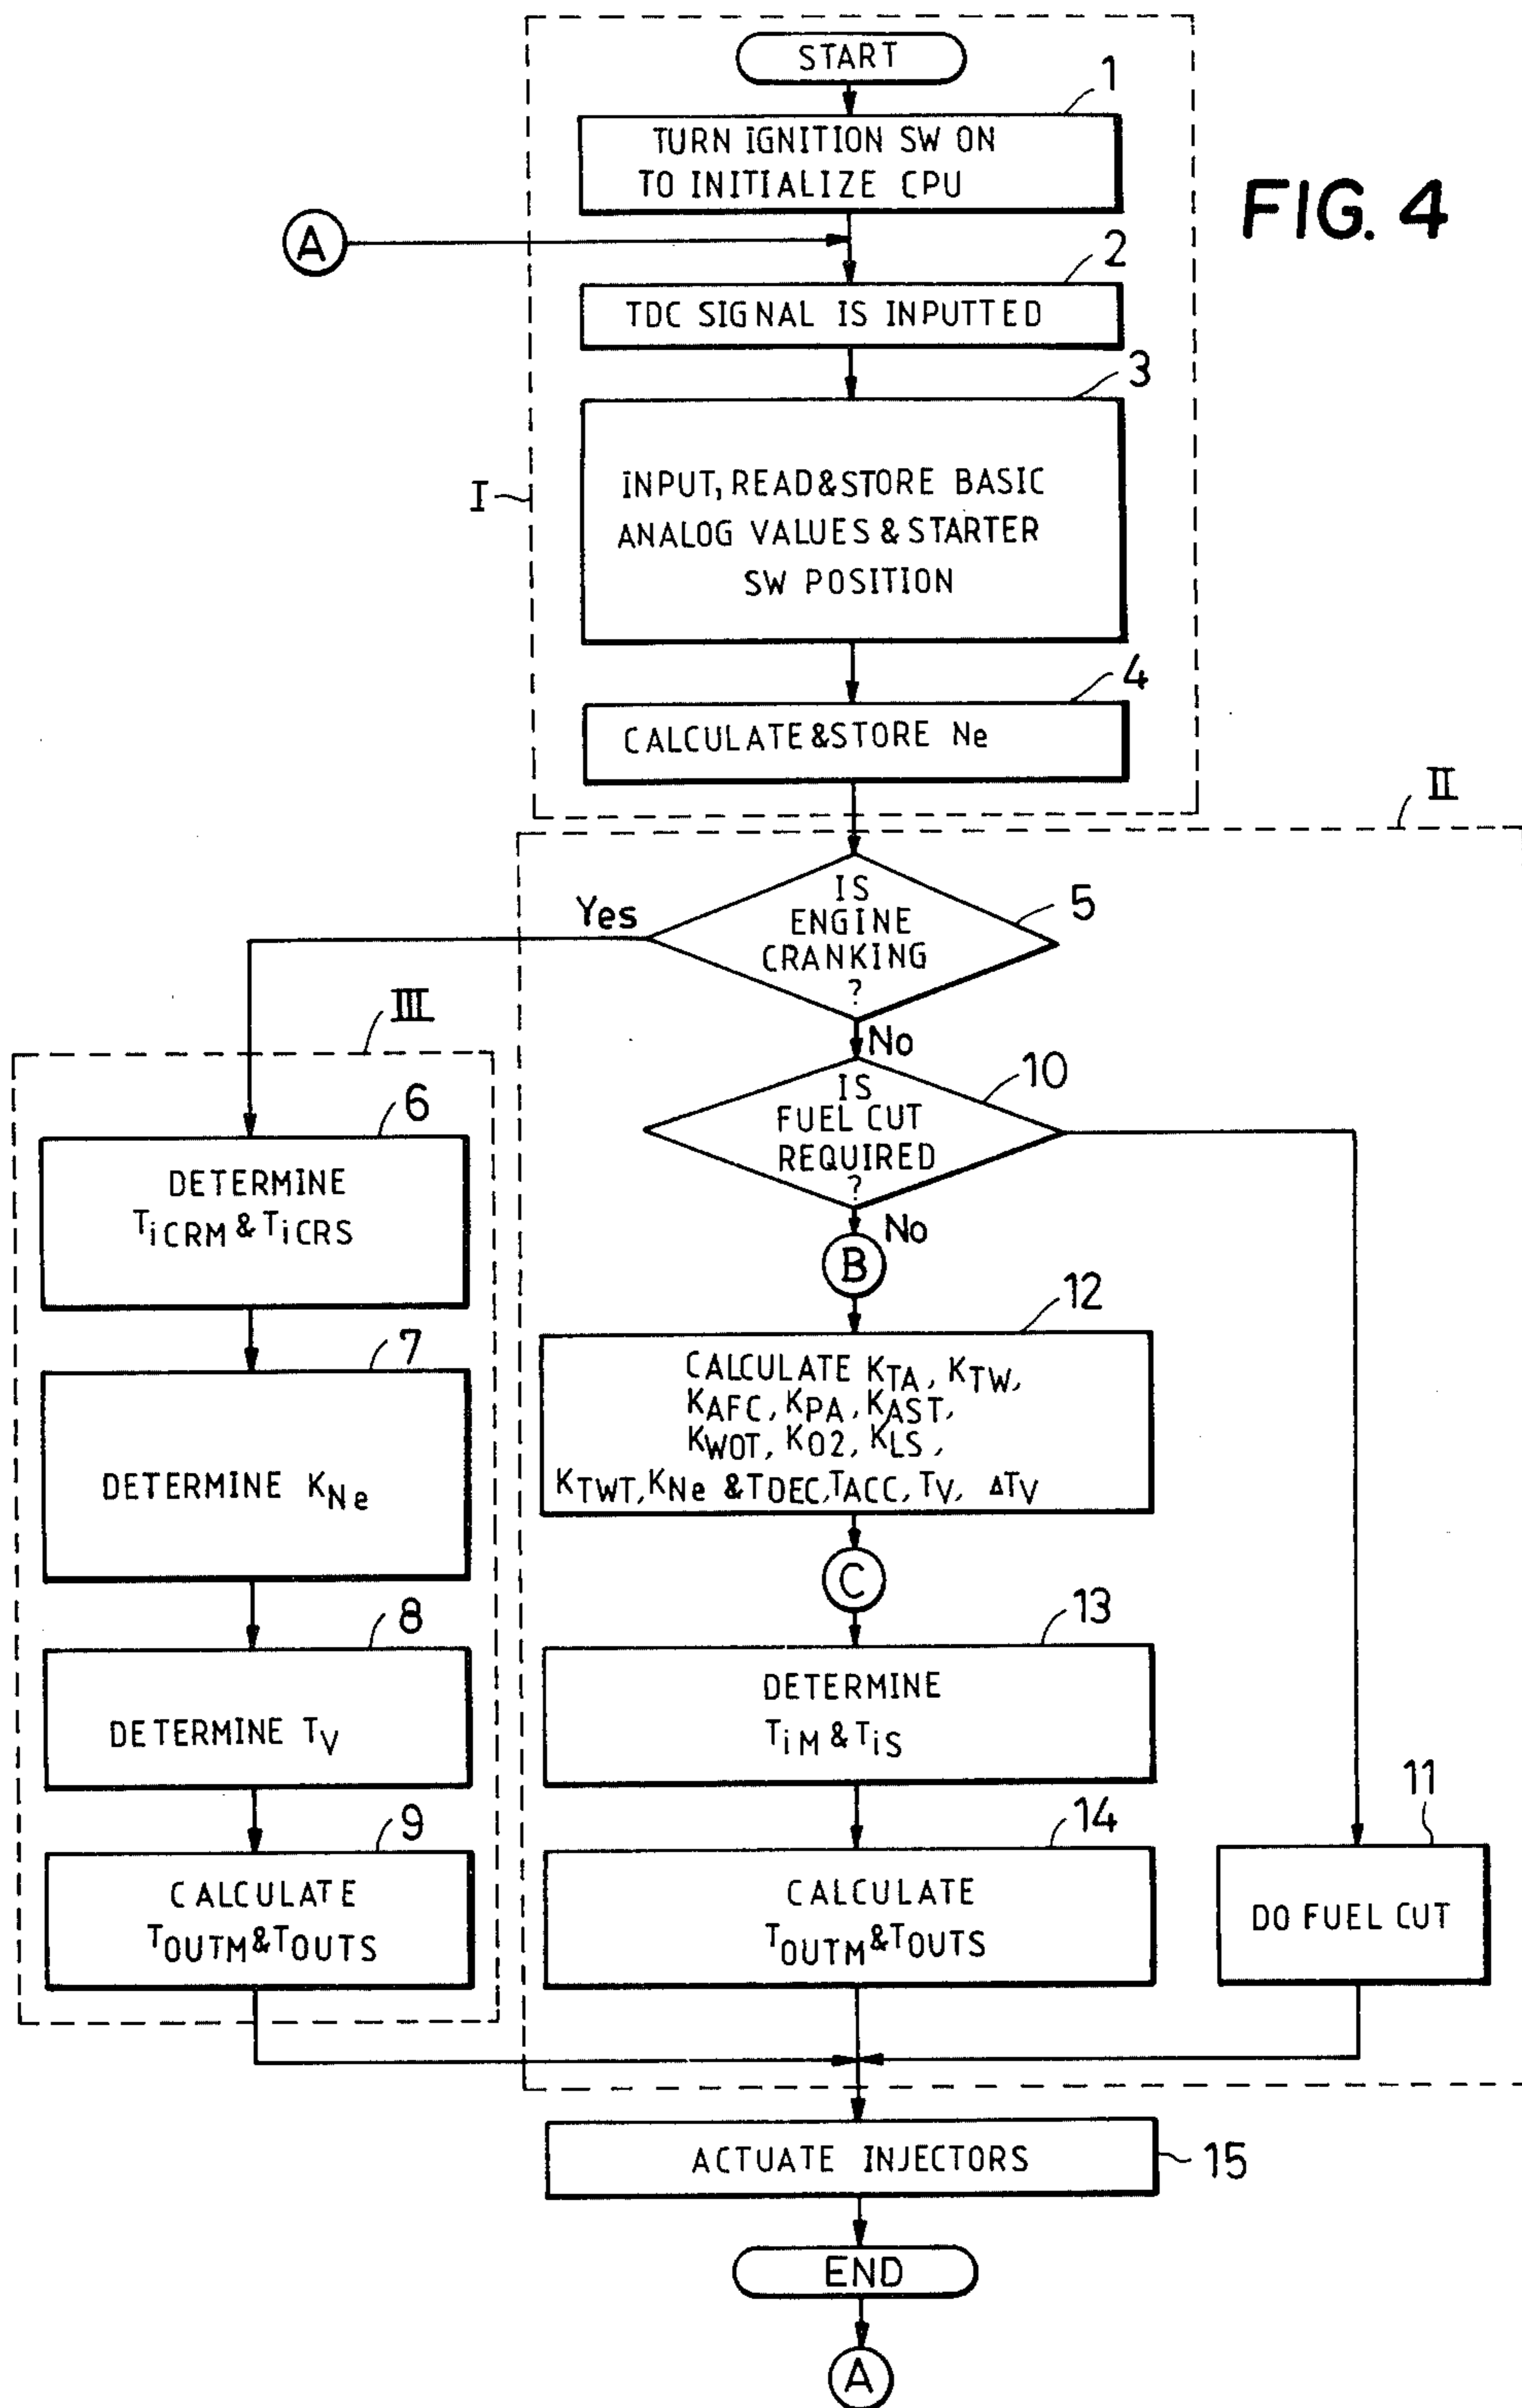 START
1
TURN IGNITION SW ON
TO INITIALIZE CPU
FIG. 4
A
2
TDC SIGNAL IS INPUTTED
3
INPUT, READ&STORE BASIC
ANALOG VALUES & STARTER
SW POSITION
I
4
CALCULATE&STORE Ne
II
IS
ENGINE
CRANKING
?
5
Yes
No
III
IS
FUEL CUT
REQUIRED
?
10
No
B
6
DETERMINE
TiCRM & TiCRS
7
DETERMINE KNe
8
DETERMINE TV
9
CALCULATE
TOUTM&TOUTS
12
CALCULATE KTA, KTW,
KAFC, KPA, KAST,
KWOT, KO2, KLS,
KTWT, KNe &TDEC, TACC, TV, ΔTV
C
13
DETERMINE
TiM & TiS
14
CALCULATE
TOUTM&TOUTS
11
DO FUEL CUT
ACTUATE INJECTORS
15
END
A